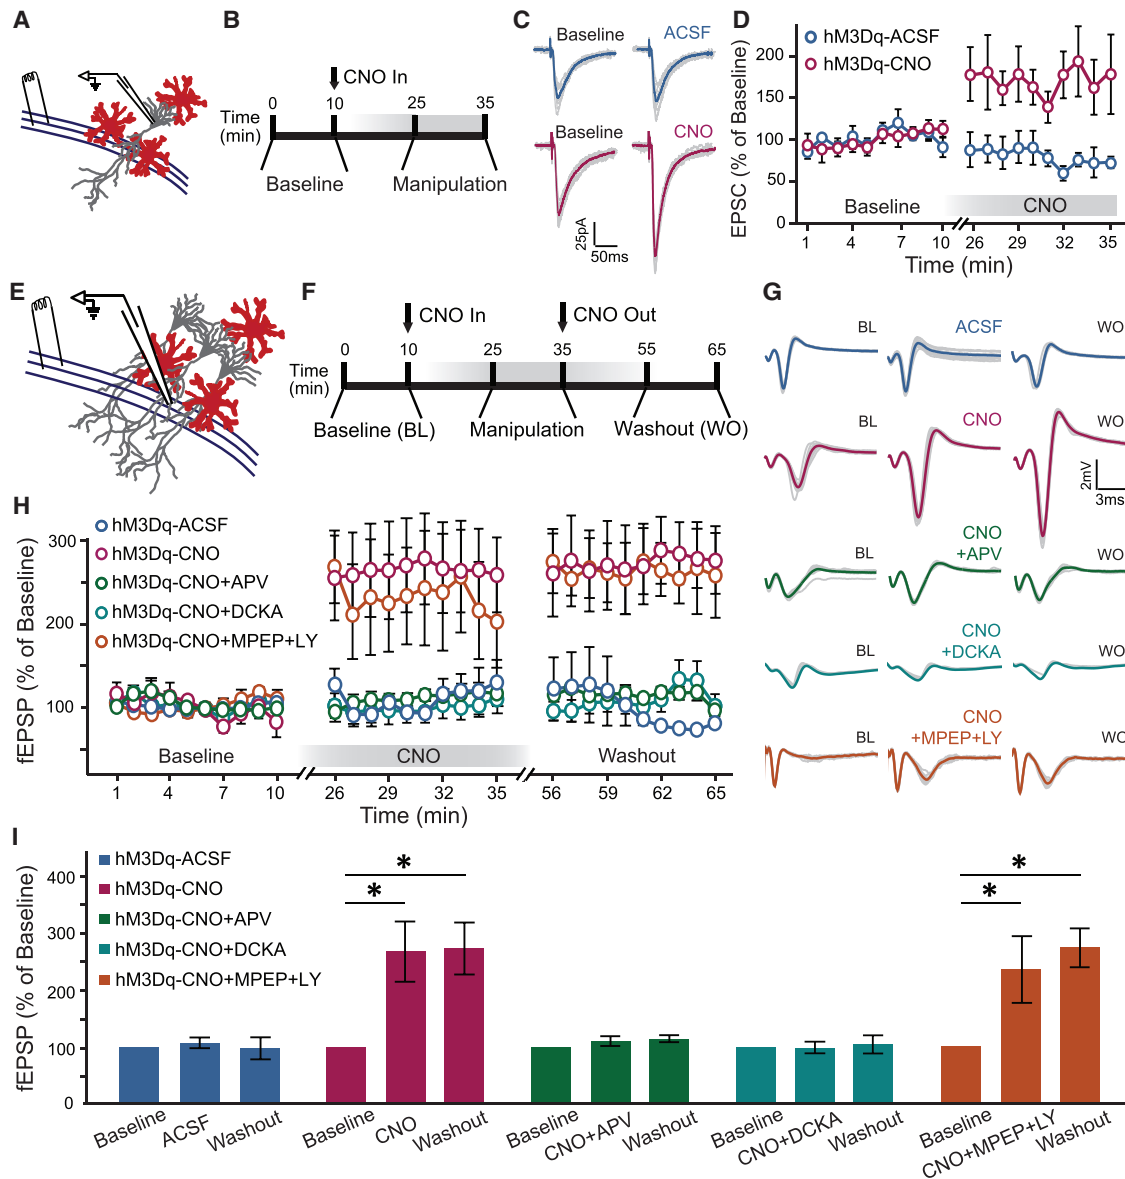 A
B
CNO In
Time (min)
0 10 25 35
Baseline
Manipulation
C
Baseline
ACSF
Baseline
CNO
25pA
50ms
D
hM3Dq-ACSF
hM3Dq-CNO
EPSC (% of Baseline)
200
150
100
50
0
Baseline
CNO
1 4 7 10 26 29 32 35
Time (min)
E
F
CNO In
CNO Out
Time (min)
0 10 25 35 55 65
Baseline (BL)
Manipulation
Washout (WO)
G
BL
ACSF
WO
BL
CNO
WO
2mV
3ms
BL
CNO
+APV
WO
BL
CNO
+DCKA
WO
BL
CNO
+MPEP+LY
WO
H
hM3Dq-ACSF
hM3Dq-CNO
hM3Dq-CNO+APV
hM3Dq-CNO+DCKA
hM3Dq-CNO+MPEP+LY
fEPSP (% of Baseline)
300
200
100
Baseline
CNO
Washout
1 4 7 10 26 29 32 35 56 59 62 65
Time (min)
I
hM3Dq-ACSF
hM3Dq-CNO
hM3Dq-CNO+APV
hM3Dq-CNO+DCKA
hM3Dq-CNO+MPEP+LY
fEPSP (% of Baseline)
400
300
200
100
0
* *
* *
Baseline ACSF Washout
Baseline CNO Washout
Baseline CNO+APV Washout
Baseline CNO+DCKA Washout
Baseline CNO+MPEP+LY Washout